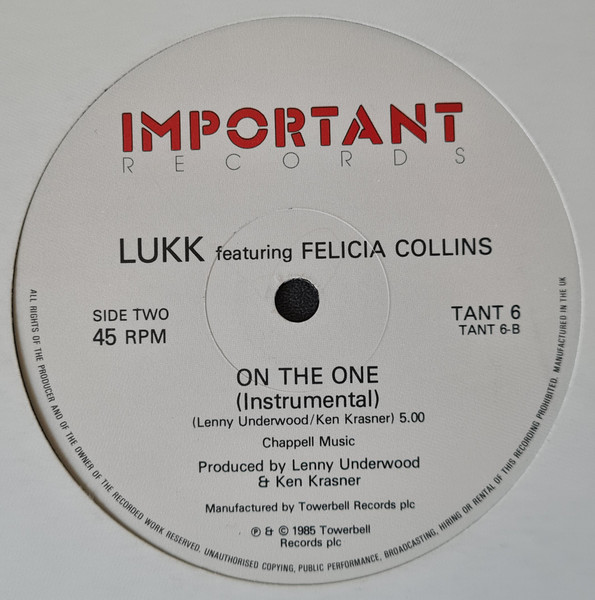 IMPORTANT
RECORDS
LUKK featuring FELICIA COLLINS
SIDE TWO
45 RPM
TANT 6
TANT 6-B
ON THE ONE
(Instrumental)
(Lenny Underwood/Ken Krasner) 5.00
Chappell Music
Produced by Lenny Underwood
& Ken Krasner
Manufactured by Towerbell Records plc
℗ & © 1985 Towerbell
Records plc
ALL RIGHTS OF THE PRODUCER AND OF THE OWNER OF THE RECORDED WORK RESERVED, UNAUTHORISED COPYING, PUBLIC PERFORMANCE, BROADCASTING, HIRING OR RENTAL OF THIS RECORDING PROHIBITED. MANUFACTURED IN THE UK